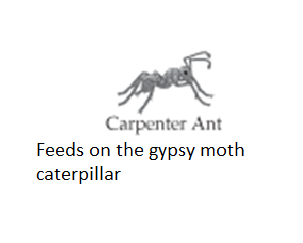 Carpenter Ant
Feeds on the gypsy moth
caterpillar